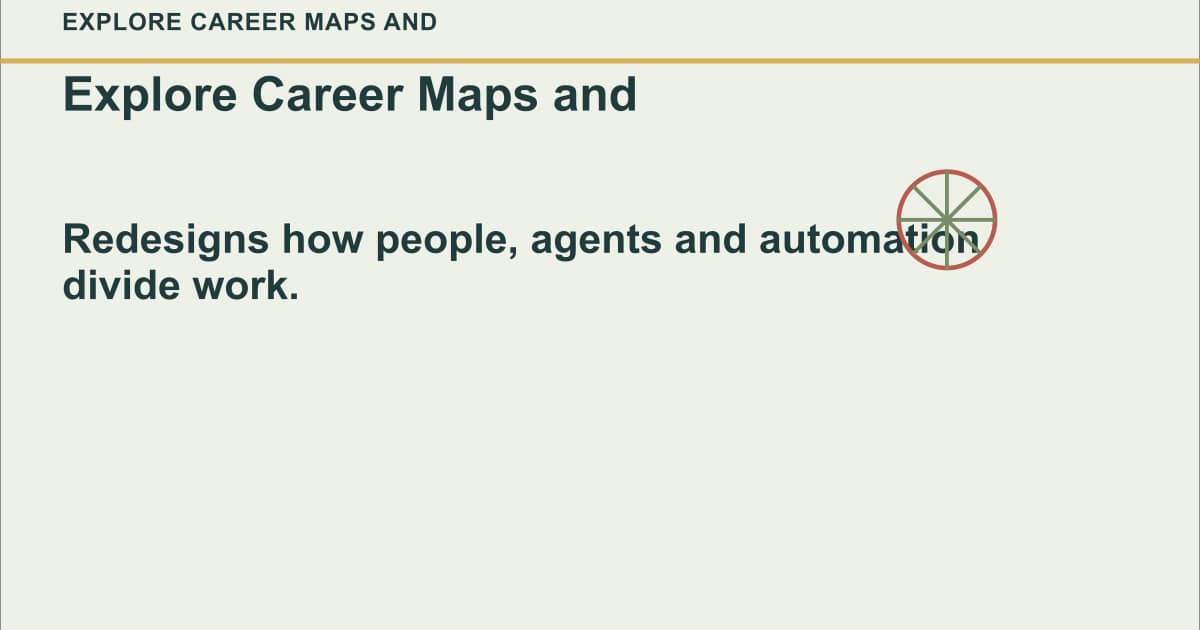 EXPLORE CAREER MAPS AND
Explore Career Maps and
Redesigns how people, agents and automation
divide work.